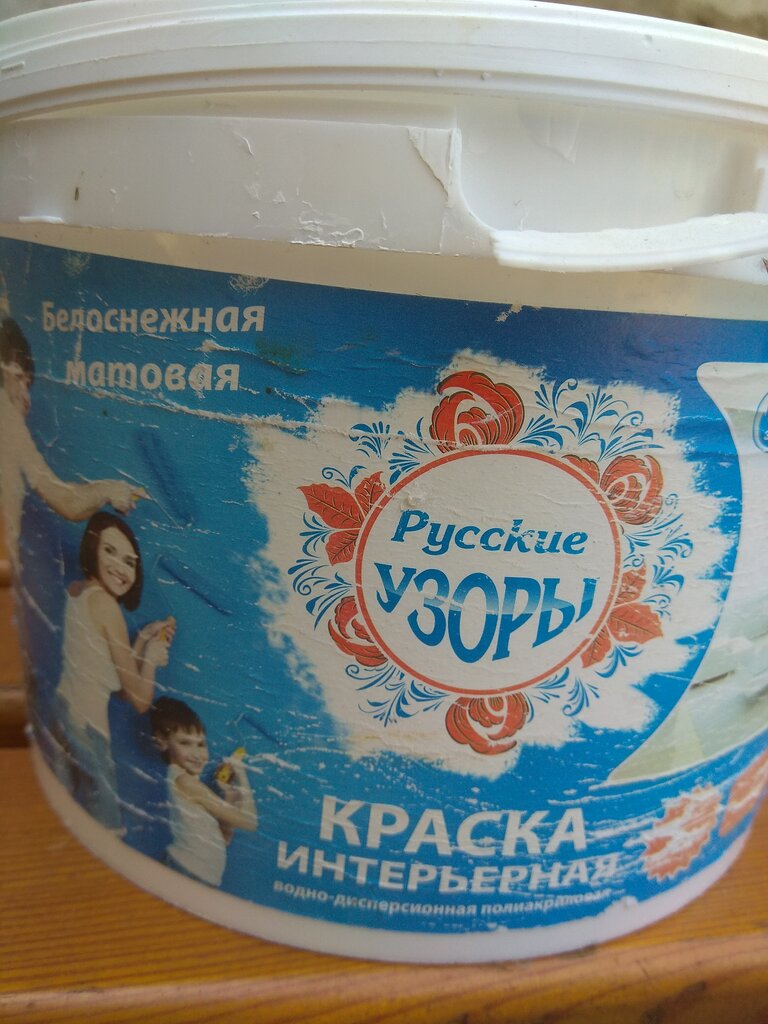 Белоснежная
матовая
Русские
УЗОРЫ
КРАСКА
ИНТЕРЬЕРНАЯ
водно-дисперсионная полиакриловая